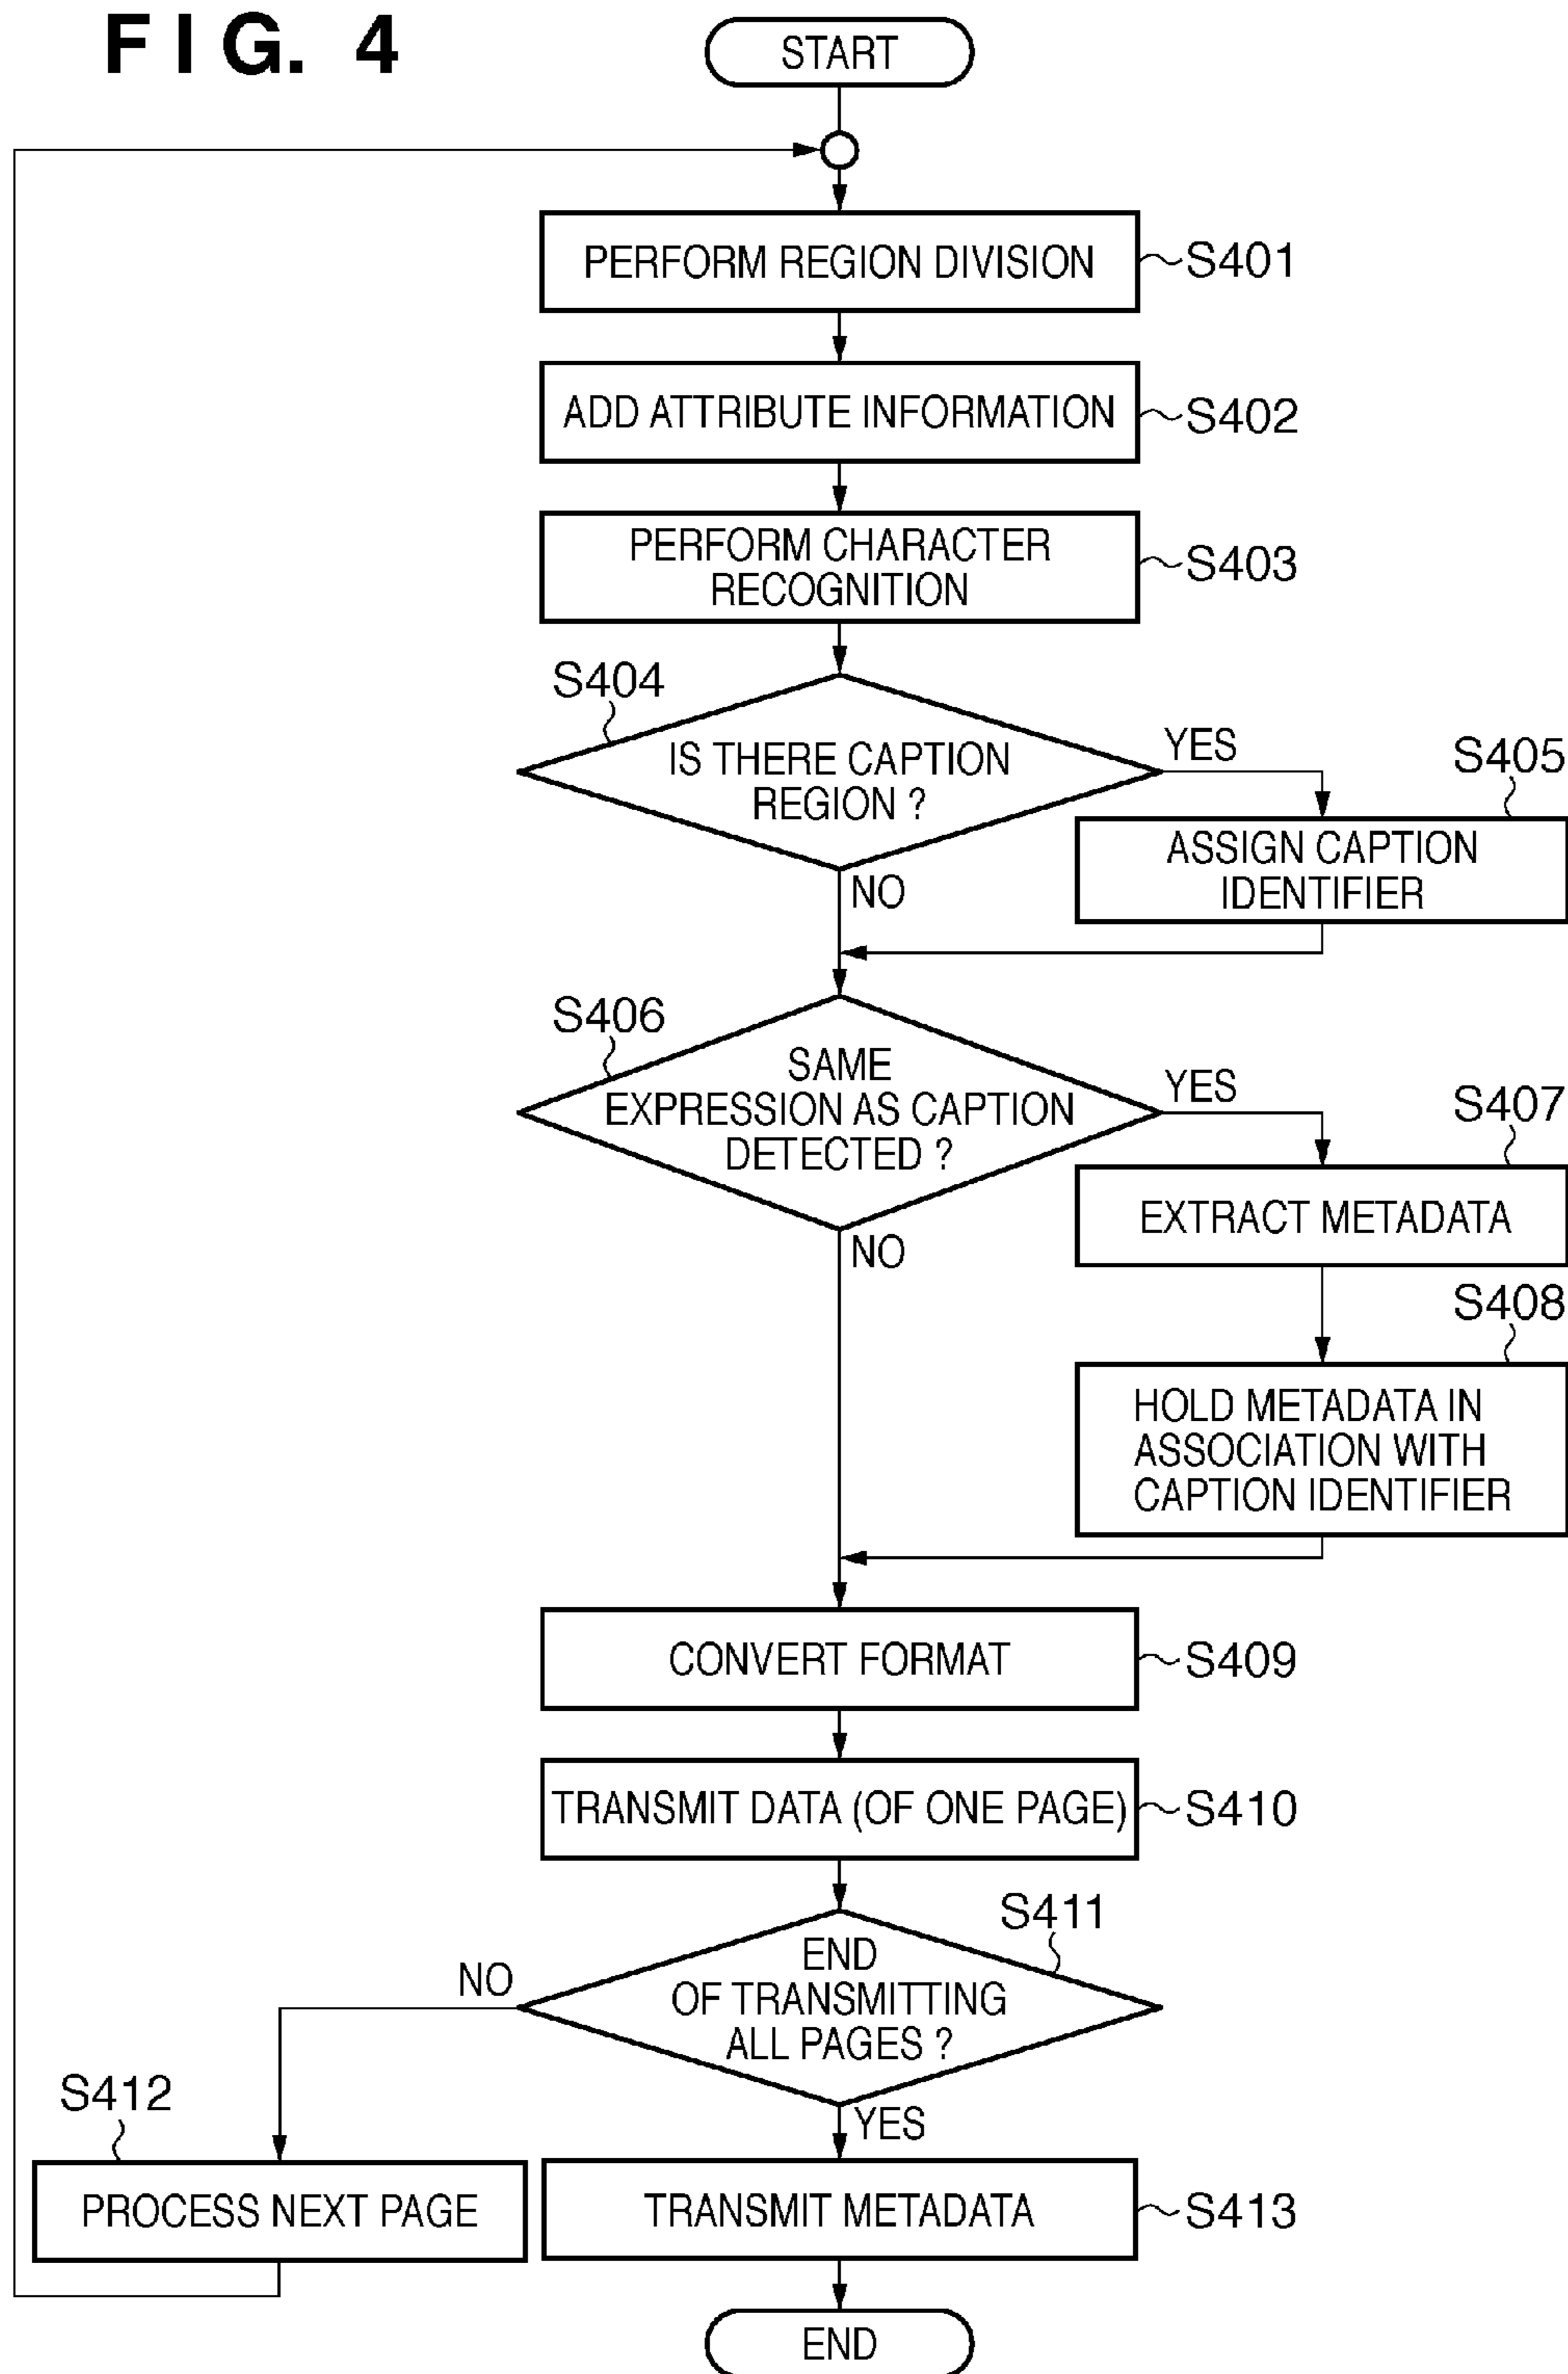 FIG. 4
START
PERFORM REGION DIVISION
S401
ADD ATTRIBUTE INFORMATION
S402
PERFORM CHARACTER
RECOGNITION
S403
S404
IS THERE CAPTION
REGION ?
YES
NO
S405
ASSIGN CAPTION
IDENTIFIER
S406
SAME
EXPRESSION AS CAPTION
DETECTED ?
YES
NO
S407
EXTRACT METADATA
S408
HOLD METADATA IN
ASSOCIATION WITH
CAPTION IDENTIFIER
CONVERT FORMAT
S409
TRANSMIT DATA (OF ONE PAGE)
S410
S411
END
OF TRANSMITTING
ALL PAGES ?
NO
YES
S412
PROCESS NEXT PAGE
TRANSMIT METADATA
S413
END